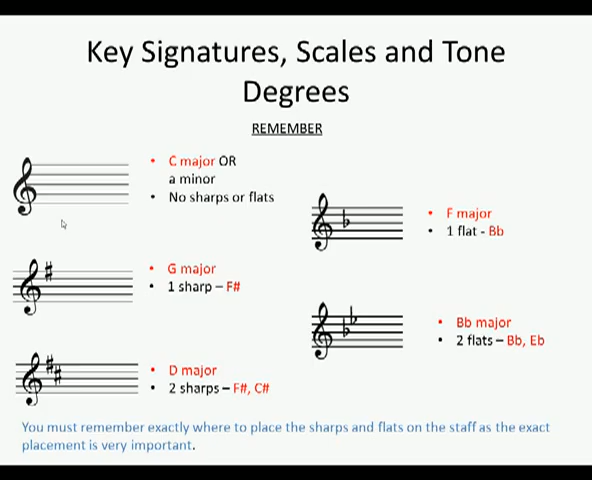 Key Signatures, Scales and Tone
Degrees
REMEMBER
• C major OR
a minor
• No sharps or flats
• G major
• 1 sharp – F#
• D major
• 2 sharps – F#, C#
• F major
• 1 flat - Bb
• Bb major
• 2 flats – Bb, Eb
You must remember exactly where to place the sharps and flats on the staff as the exact
placement is very important.